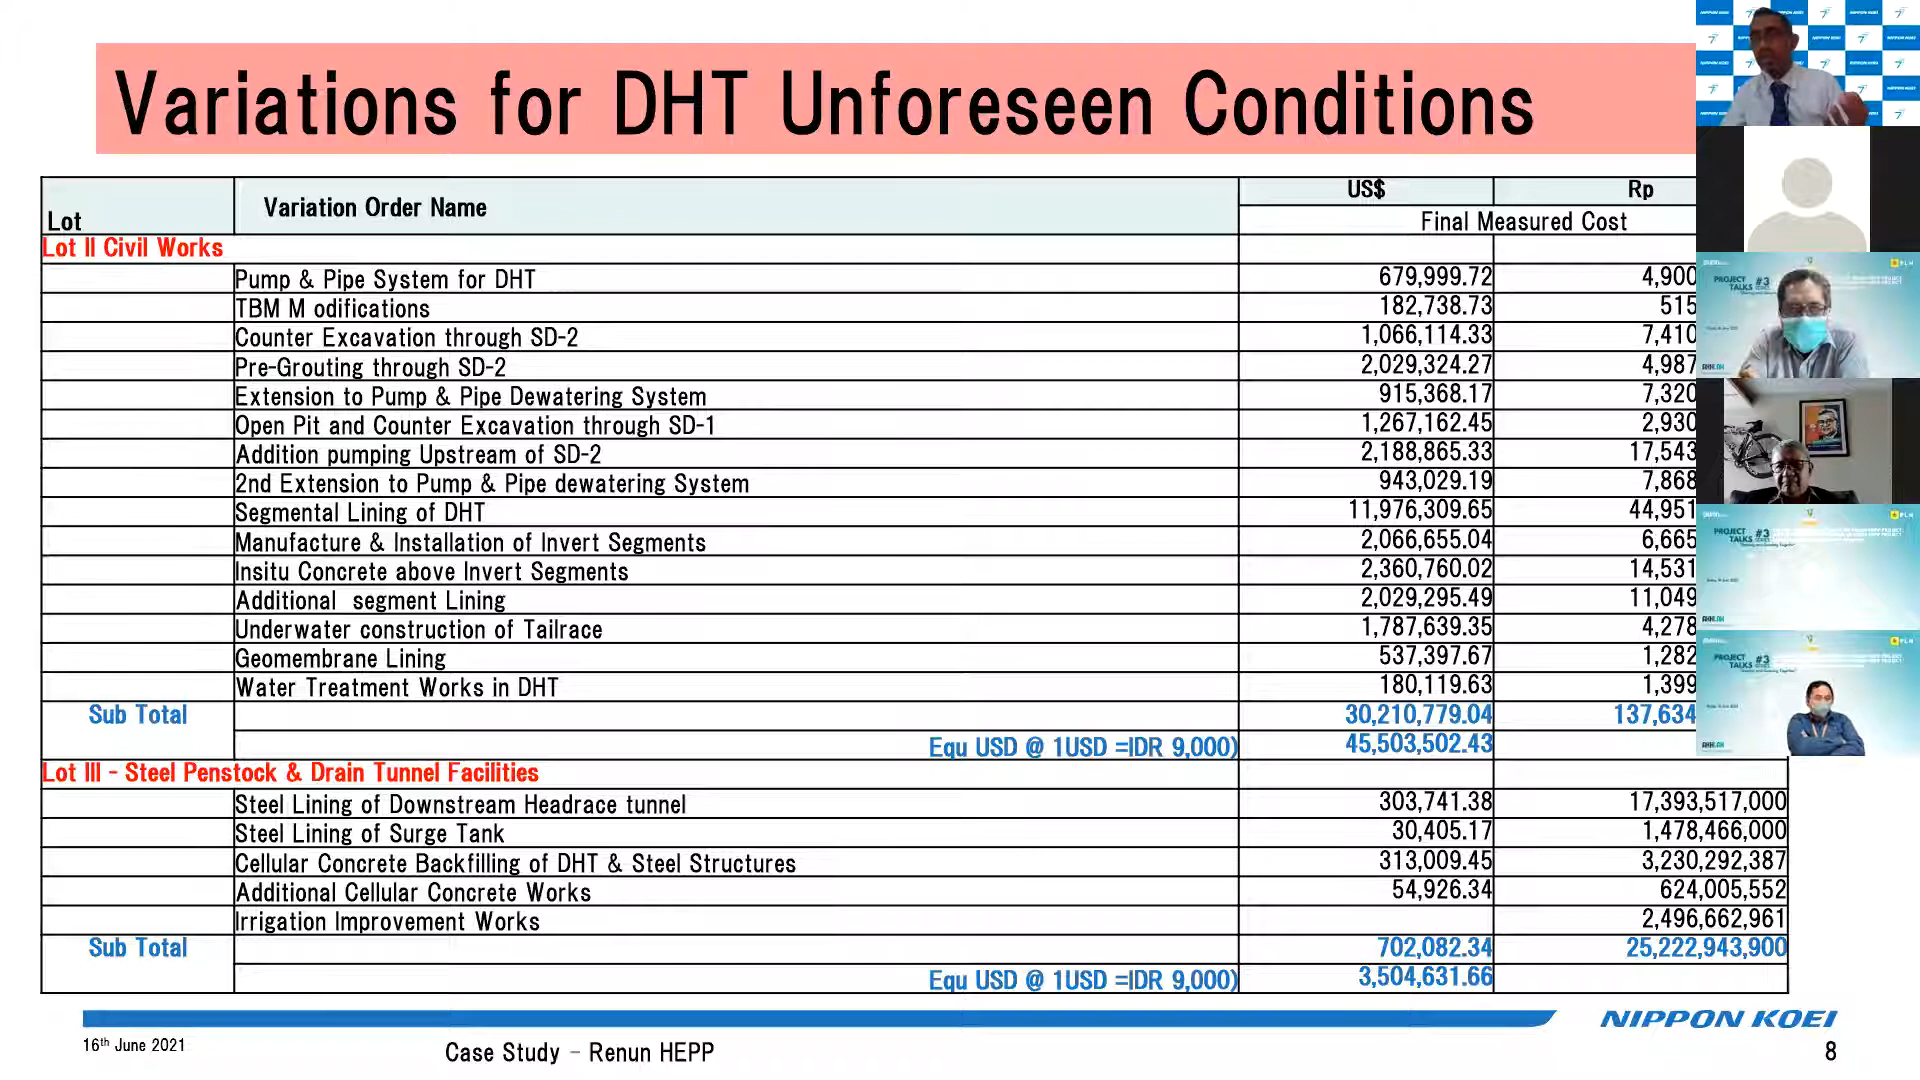 Variations for DHT Unforeseen Conditions
Lot Variation Order Name US$ Rp
Final Measured Cost
Lot II Civil Works
Pump & Pipe System for DHT 679,999.72 4,900
TBM M odifications 182,738.73 515
Counter Excavation through SD-2 1,066,114.33 7,410
Pre-Grouting through SD-2 2,029,324.27 4,987
Extension to Pump & Pipe Dewatering System 915,368.17 7,320
Open Pit and Counter Excavation through SD-1 1,267,162.45 2,930
Addition pumping Upstream of SD-2 2,188,865.33 17,543
2nd Extension to Pump & Pipe dewatering System 943,029.19 7,868
Segmental Lining of DHT 11,976,309.65 44,951
Manufacture & Installation of Invert Segments 2,066,655.04 6,665
Insitu Concrete above Invert Segments 2,360,760.02 14,531
Additional segment Lining 2,029,295.49 11,049
Underwater construction of Tailrace 1,787,639.35 4,278
Geomembrane Lining 537,397.67 1,282
Water Treatment Works in DHT 180,119.63 1,399
Sub Total 30,210,779.04 137,634
Equ USD @ 1USD =IDR 9,000) 45,503,502.43
Lot III - Steel Penstock & Drain Tunnel Facilities
Steel Lining of Downstream Headrace tunnel 303,741.38 17,393,517,000
Steel Lining of Surge Tank 30,405.17 1,478,466,000
Cellular Concrete Backfilling of DHT & Steel Structures 313,009.45 3,230,292,387
Additional Cellular Concrete Works 54,926.34 624,005,552
Irrigation Improvement Works 2,496,662,961
Sub Total 702,082.34 25,222,943,900
Equ USD @ 1USD =IDR 9,000) 3,504,631.66
NIPPON KOEI
16th June 2021
Case Study - Renun HEPP
8
NIPPON KOEI
PROJECT
TALKS #3
PLN
PROJECT
TALKS #3
PLN
PROJECT
TALKS #3
PLN